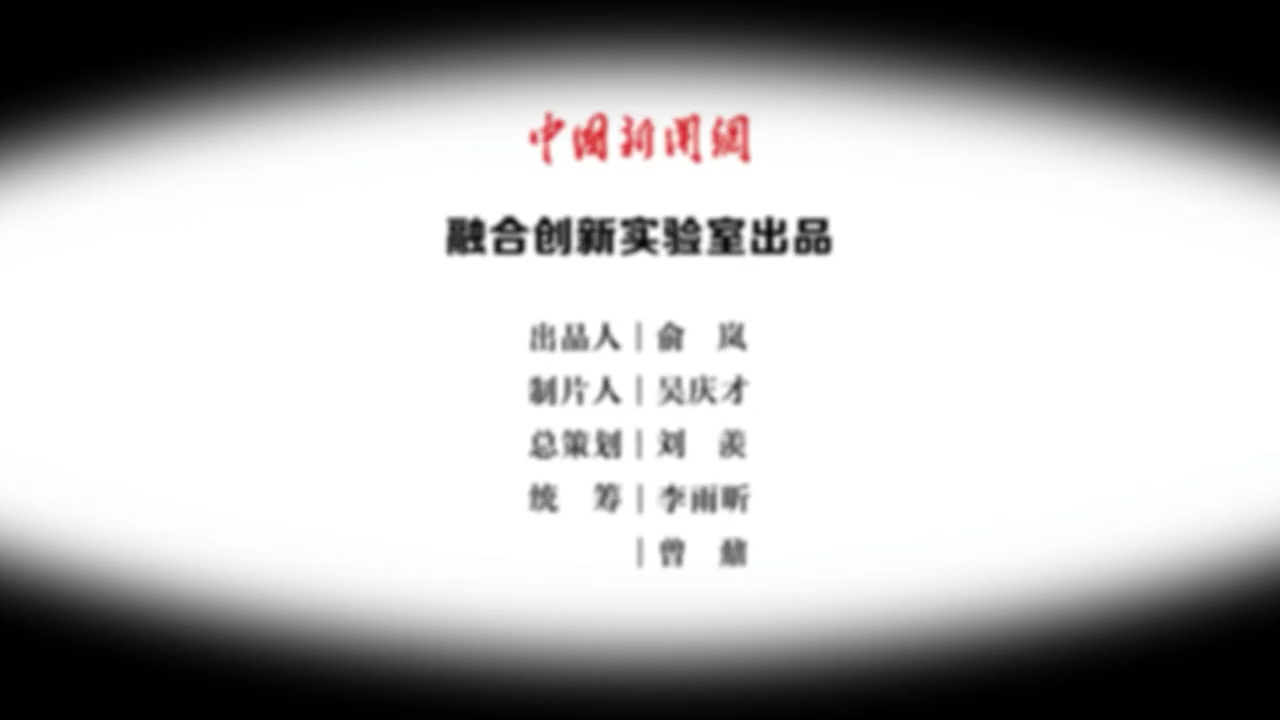 中国新闻網
融合创新实验室出品
出品人｜俞　岚
制片人｜吴庆才
总策划｜刘　羡
统　筹｜李雨昕
｜曾　鼐